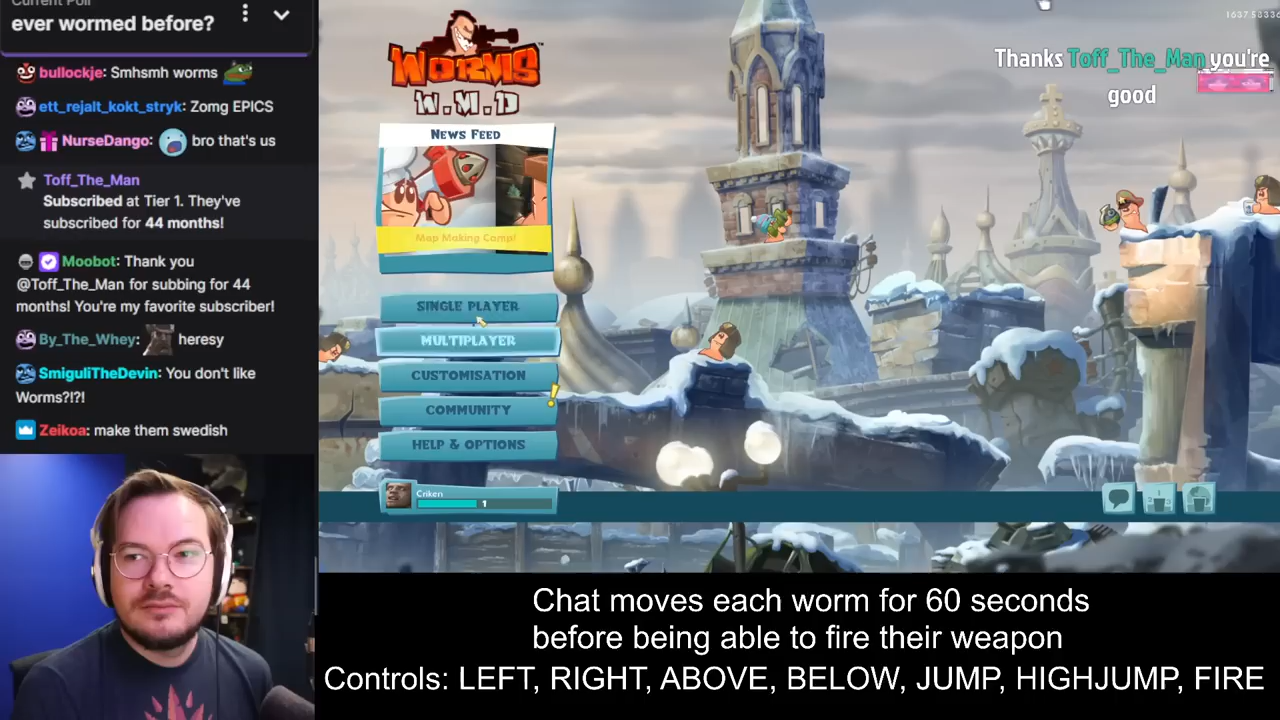 Current Poll
ever wormed before?
bullockje: Smhsmh worms
ett_rejalt_kokt_stryk: Zomg EPICS
NurseDango: bro that's us
Toff_The_Man
Subscribed at Tier 1. They've
subscribed for 44 months!
Moobot: Thank you
@Toff_The_Man for subbing for 44
months! You're my favorite subscriber!
By_The_Whey: heresy
SmiguliTheDevin: You don't like
Worms?!?!
Zeikoa: make them swedish
WORMS
W.M.D
NEWS FEED
Map Making Comp!
SINGLE PLAYER
MULTIPLAYER
CUSTOMISATION
COMMUNITY
HELP & OPTIONS
Criken
1
Thanks Toff_The_Man you're
good
Chat moves each worm for 60 seconds
before being able to fire their weapon
Controls: LEFT, RIGHT, ABOVE, BELOW, JUMP, HIGHJUMP, FIRE